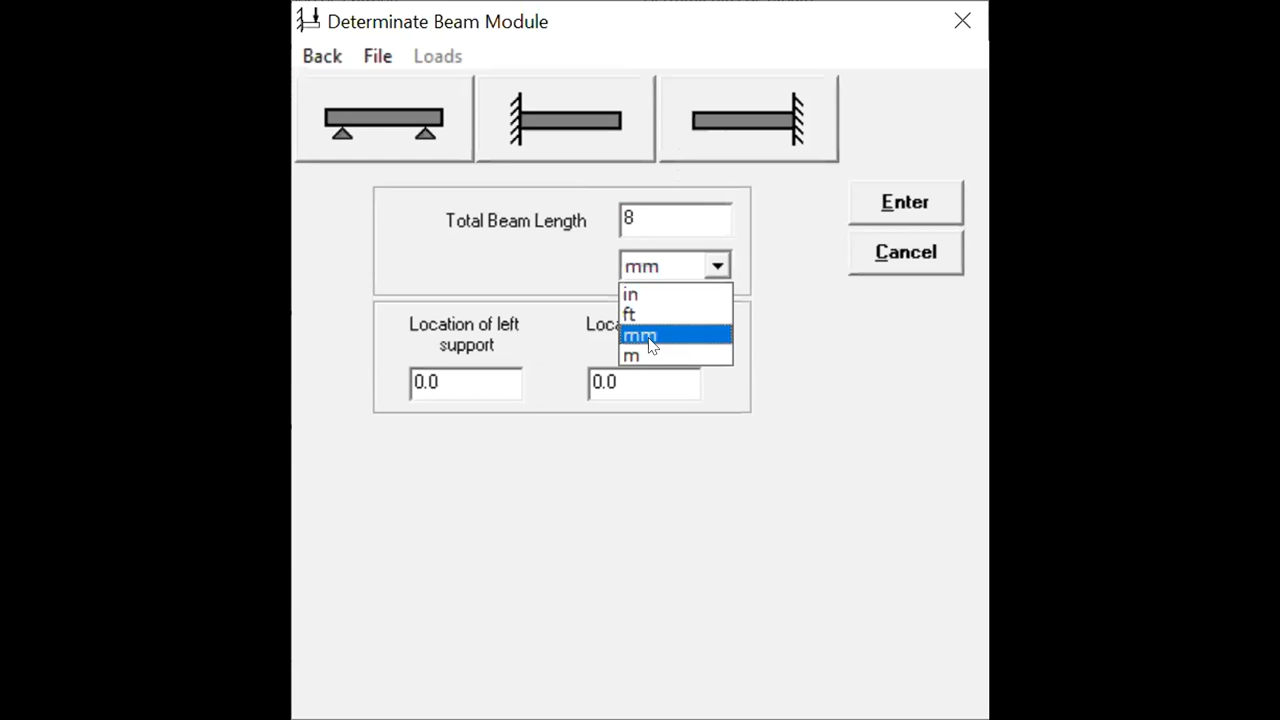 Determinate Beam Module
Back File Loads
Total Beam Length
8
Enter
mm
Cancel
in
ft
mm
m
Location of left
support
Loca
0.0
0.0